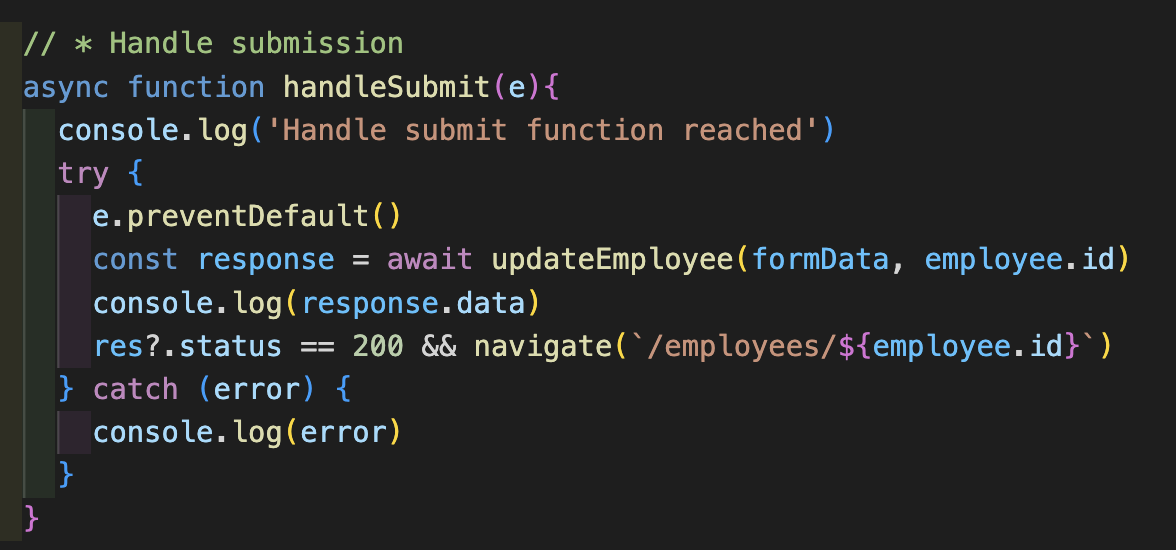 // * Handle submission
async function handleSubmit(e){
  console.log('Handle submit function reached')
  try {
    e.preventDefault()
    const response = await updateEmployee(formData, employee.id)
    console.log(response.data)
    res?.status == 200 && navigate(`/employees/${employee.id}`)
  } catch (error) {
    console.log(error)
  }
}